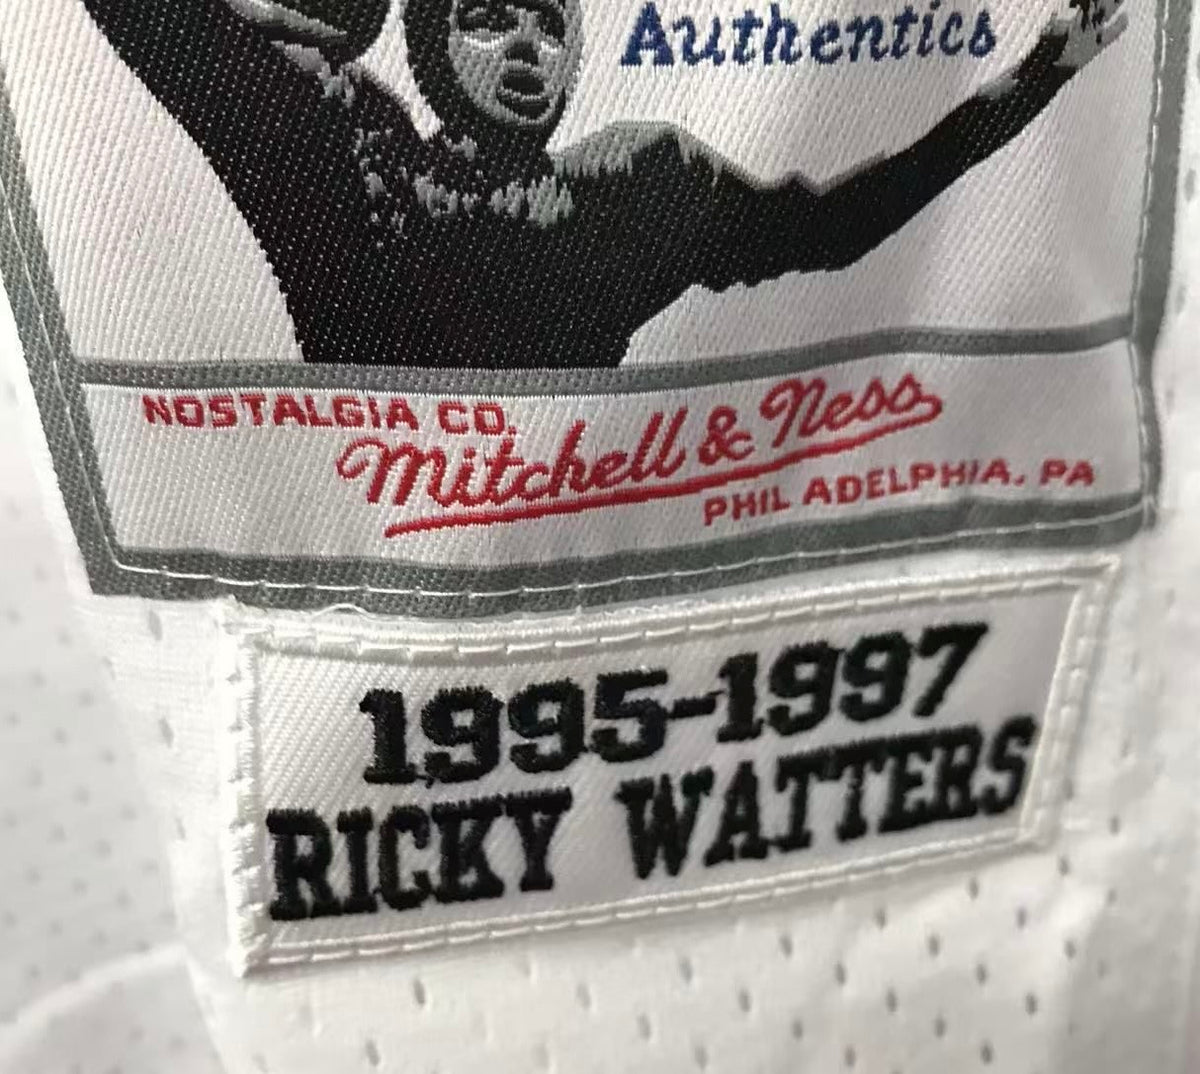 Authentics
NOSTALGIA CO.
Mitchell & Ness
PHILADELPHIA, PA
1995-1997
RICKY WATTERS